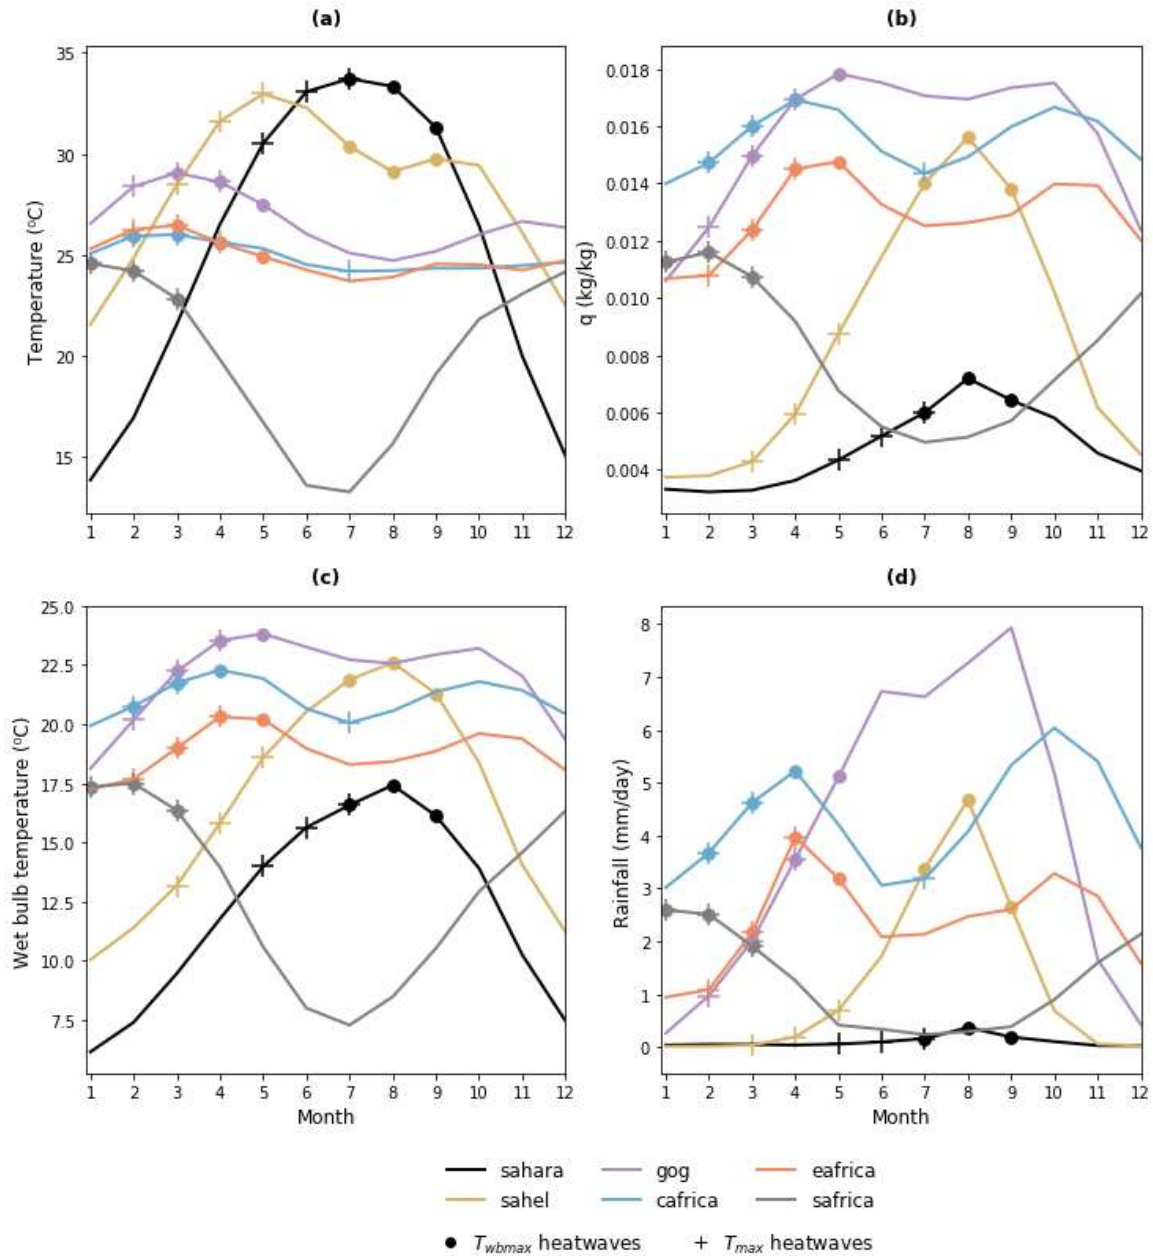 (a)
(b)
35
30
25
20
15
Temperature (°C)
1 2 3 4 5 6 7 8 9 10 11 12
0.018
0.016
0.014
0.012
0.010
0.008
0.006
0.004
q (kg/kg)
1 2 3 4 5 6 7 8 9 10 11 12
(c)
(d)
25.0
22.5
20.0
17.5
15.0
12.5
10.0
7.5
Wet bulb temperature (°C)
1 2 3 4 5 6 7 8 9 10 11 12
Month
8
7
6
5
4
3
2
1
0
Rainfall (mm/day)
1 2 3 4 5 6 7 8 9 10 11 12
Month
sahara gog eafrica
sahel cafrica safrica
Twbmax heatwaves Tmax heatwaves